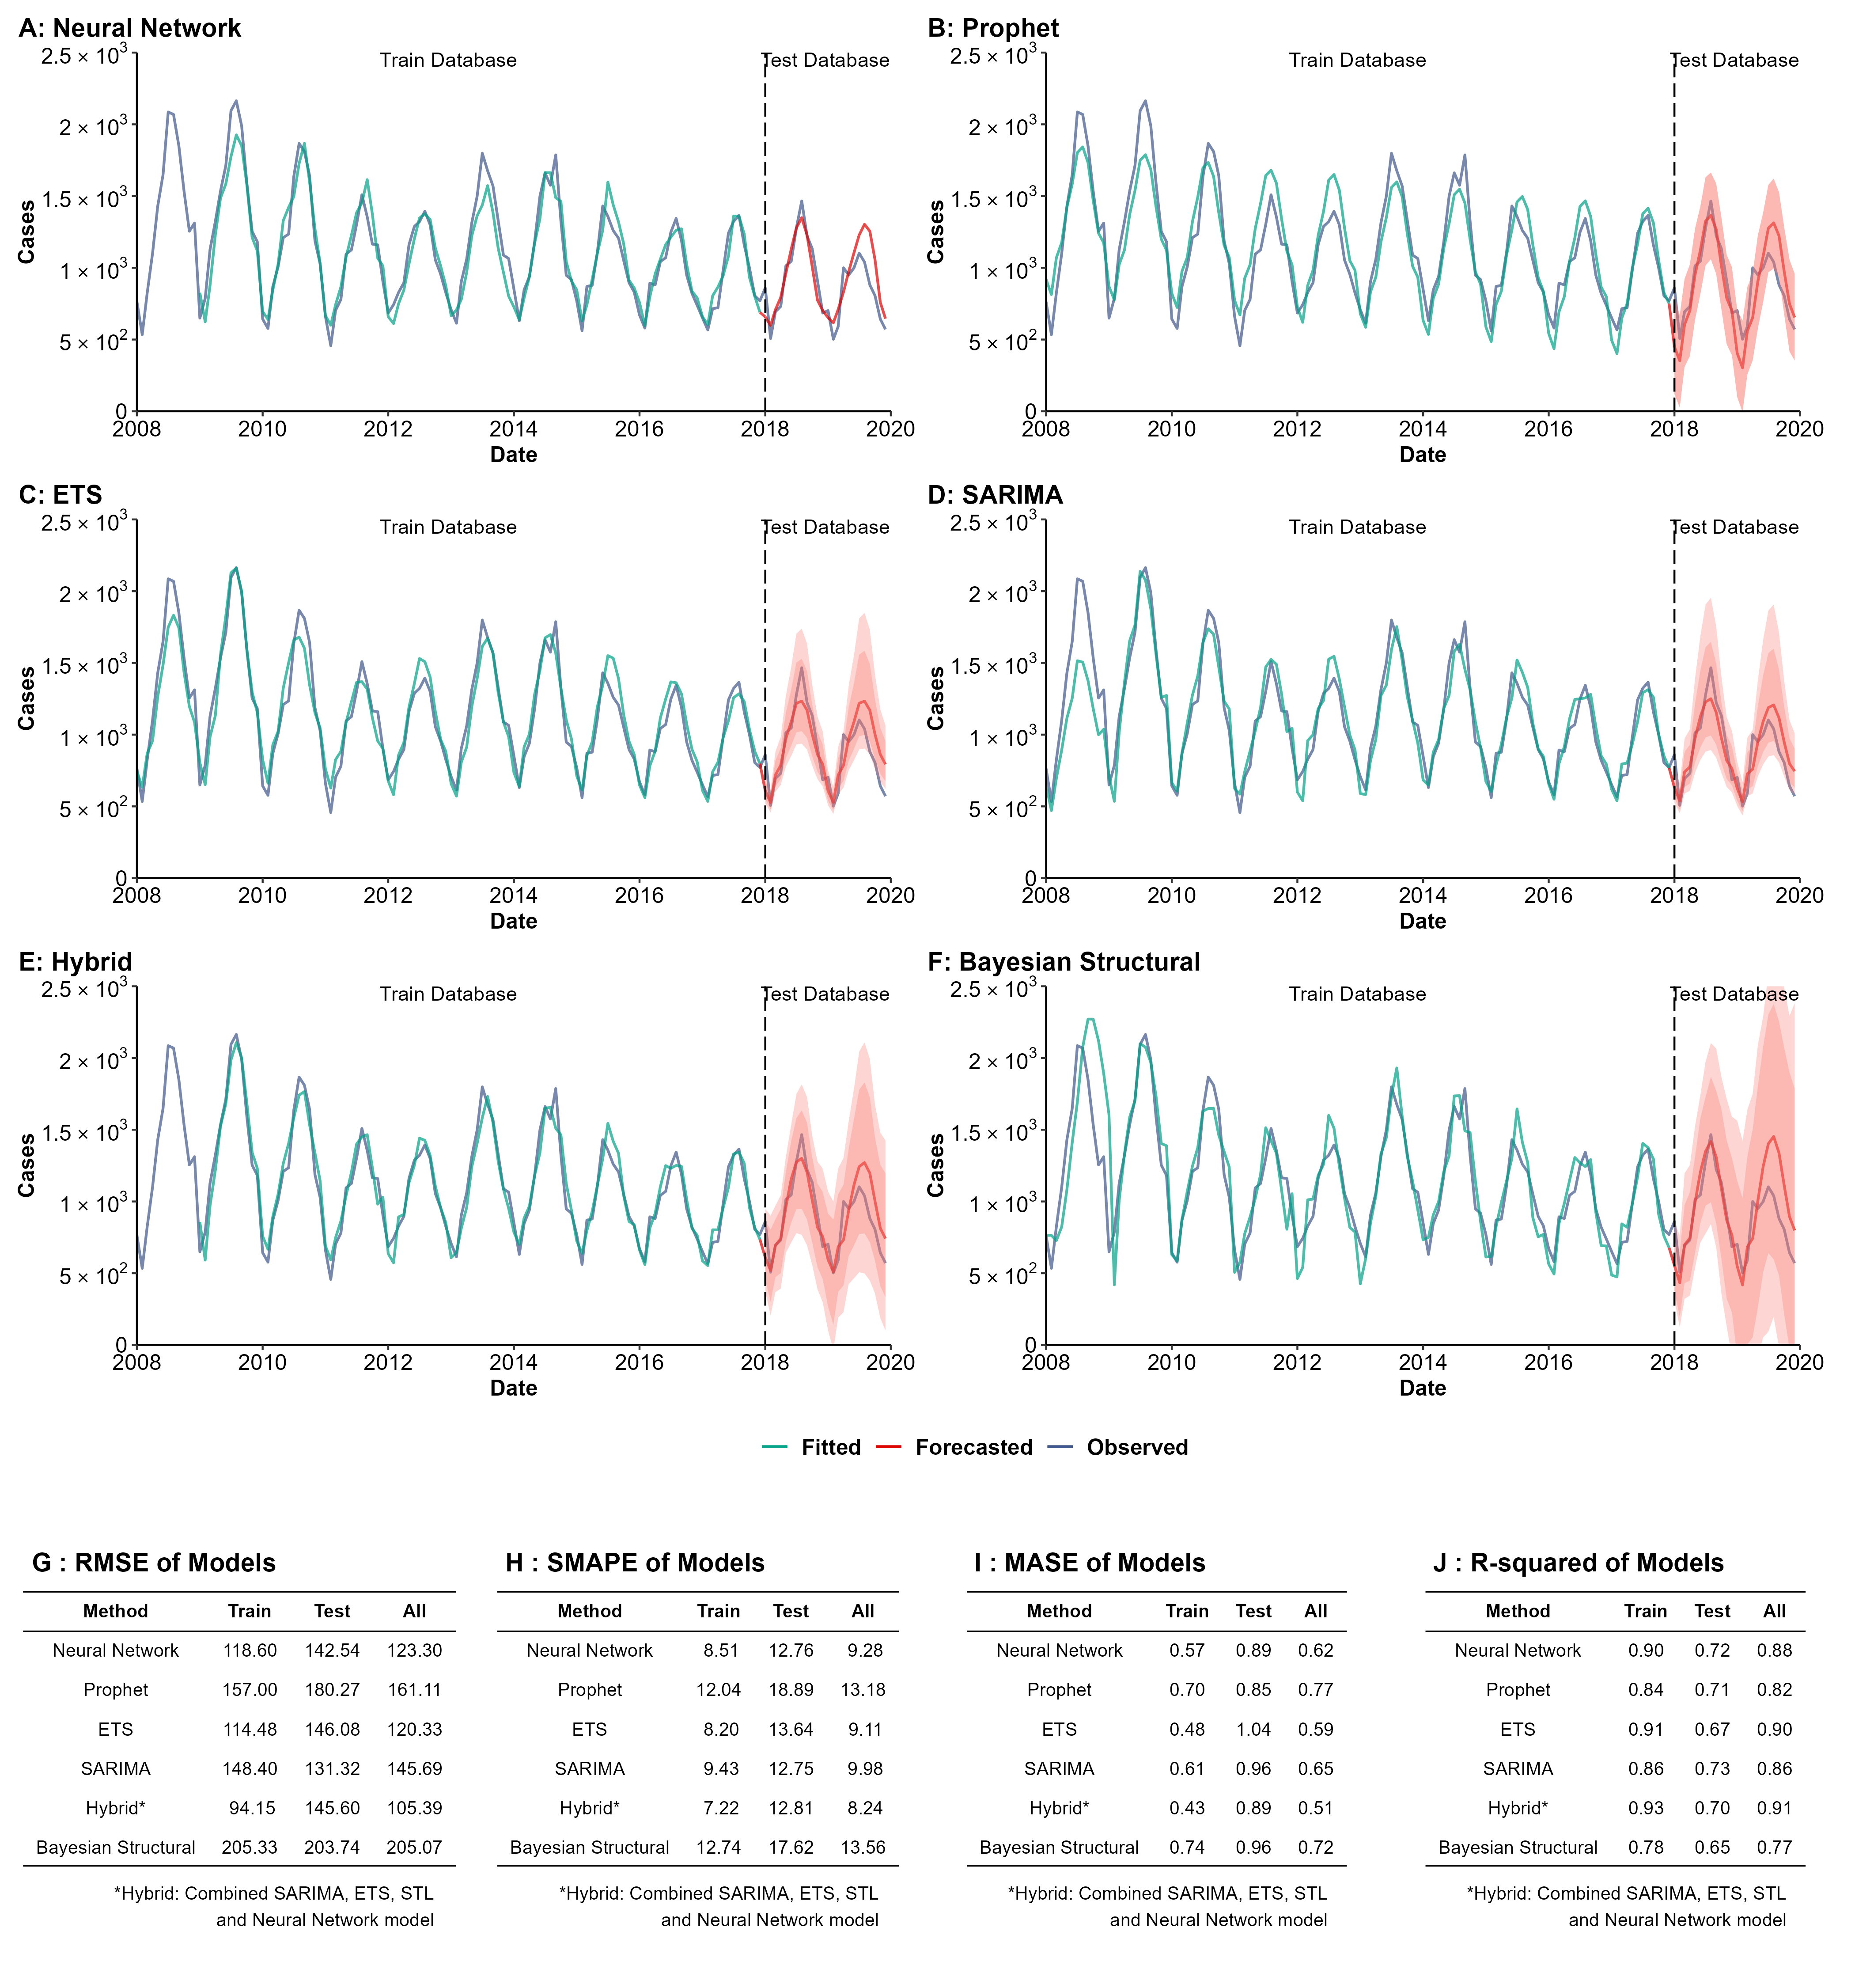 A: Neural Network
Train Database
Test Database
2.5 × 10³
2 × 10³
1.5 × 10³
1 × 10³
5 × 10²
0
Cases
2008 2010 2012 2014 2016 2018 2020
Date
B: Prophet
Train Database
Test Database
2.5 × 10³
2 × 10³
1.5 × 10³
1 × 10³
5 × 10²
0
Cases
2008 2010 2012 2014 2016 2018 2020
Date
C: ETS
Train Database
Test Database
2.5 × 10³
2 × 10³
1.5 × 10³
1 × 10³
5 × 10²
0
Cases
2008 2010 2012 2014 2016 2018 2020
Date
D: SARIMA
Train Database
Test Database
2.5 × 10³
2 × 10³
1.5 × 10³
1 × 10³
5 × 10²
0
Cases
2008 2010 2012 2014 2016 2018 2020
Date
E: Hybrid
Train Database
Test Database
2.5 × 10³
2 × 10³
1.5 × 10³
1 × 10³
5 × 10²
0
Cases
2008 2010 2012 2014 2016 2018 2020
Date
F: Bayesian Structural
Train Database
Test Database
2.5 × 10³
2 × 10³
1.5 × 10³
1 × 10³
5 × 10²
0
Cases
2008 2010 2012 2014 2016 2018 2020
Date
Fitted Forecasted Observed
G : RMSE of Models
Method Train Test All
Neural Network 118.60 142.54 123.30
Prophet 157.00 180.27 161.11
ETS 114.48 146.08 120.33
SARIMA 148.40 131.32 145.69
Hybrid* 94.15 145.60 105.39
Bayesian Structural 205.33 203.74 205.07
*Hybrid: Combined SARIMA, ETS, STL
and Neural Network model
H : SMAPE of Models
Method Train Test All
Neural Network 8.51 12.76 9.28
Prophet 12.04 18.89 13.18
ETS 8.20 13.64 9.11
SARIMA 9.43 12.75 9.98
Hybrid* 7.22 12.81 8.24
Bayesian Structural 12.74 17.62 13.56
*Hybrid: Combined SARIMA, ETS, STL
and Neural Network model
I : MASE of Models
Method Train Test All
Neural Network 0.57 0.89 0.62
Prophet 0.70 0.85 0.77
ETS 0.48 1.04 0.59
SARIMA 0.61 0.96 0.65
Hybrid* 0.43 0.89 0.51
Bayesian Structural 0.74 0.96 0.72
*Hybrid: Combined SARIMA, ETS, STL
and Neural Network model
J : R-squared of Models
Method Train Test All
Neural Network 0.90 0.72 0.88
Prophet 0.84 0.71 0.82
ETS 0.91 0.67 0.90
SARIMA 0.86 0.73 0.86
Hybrid* 0.93 0.70 0.91
Bayesian Structural 0.78 0.65 0.77
*Hybrid: Combined SARIMA, ETS, STL
and Neural Network model